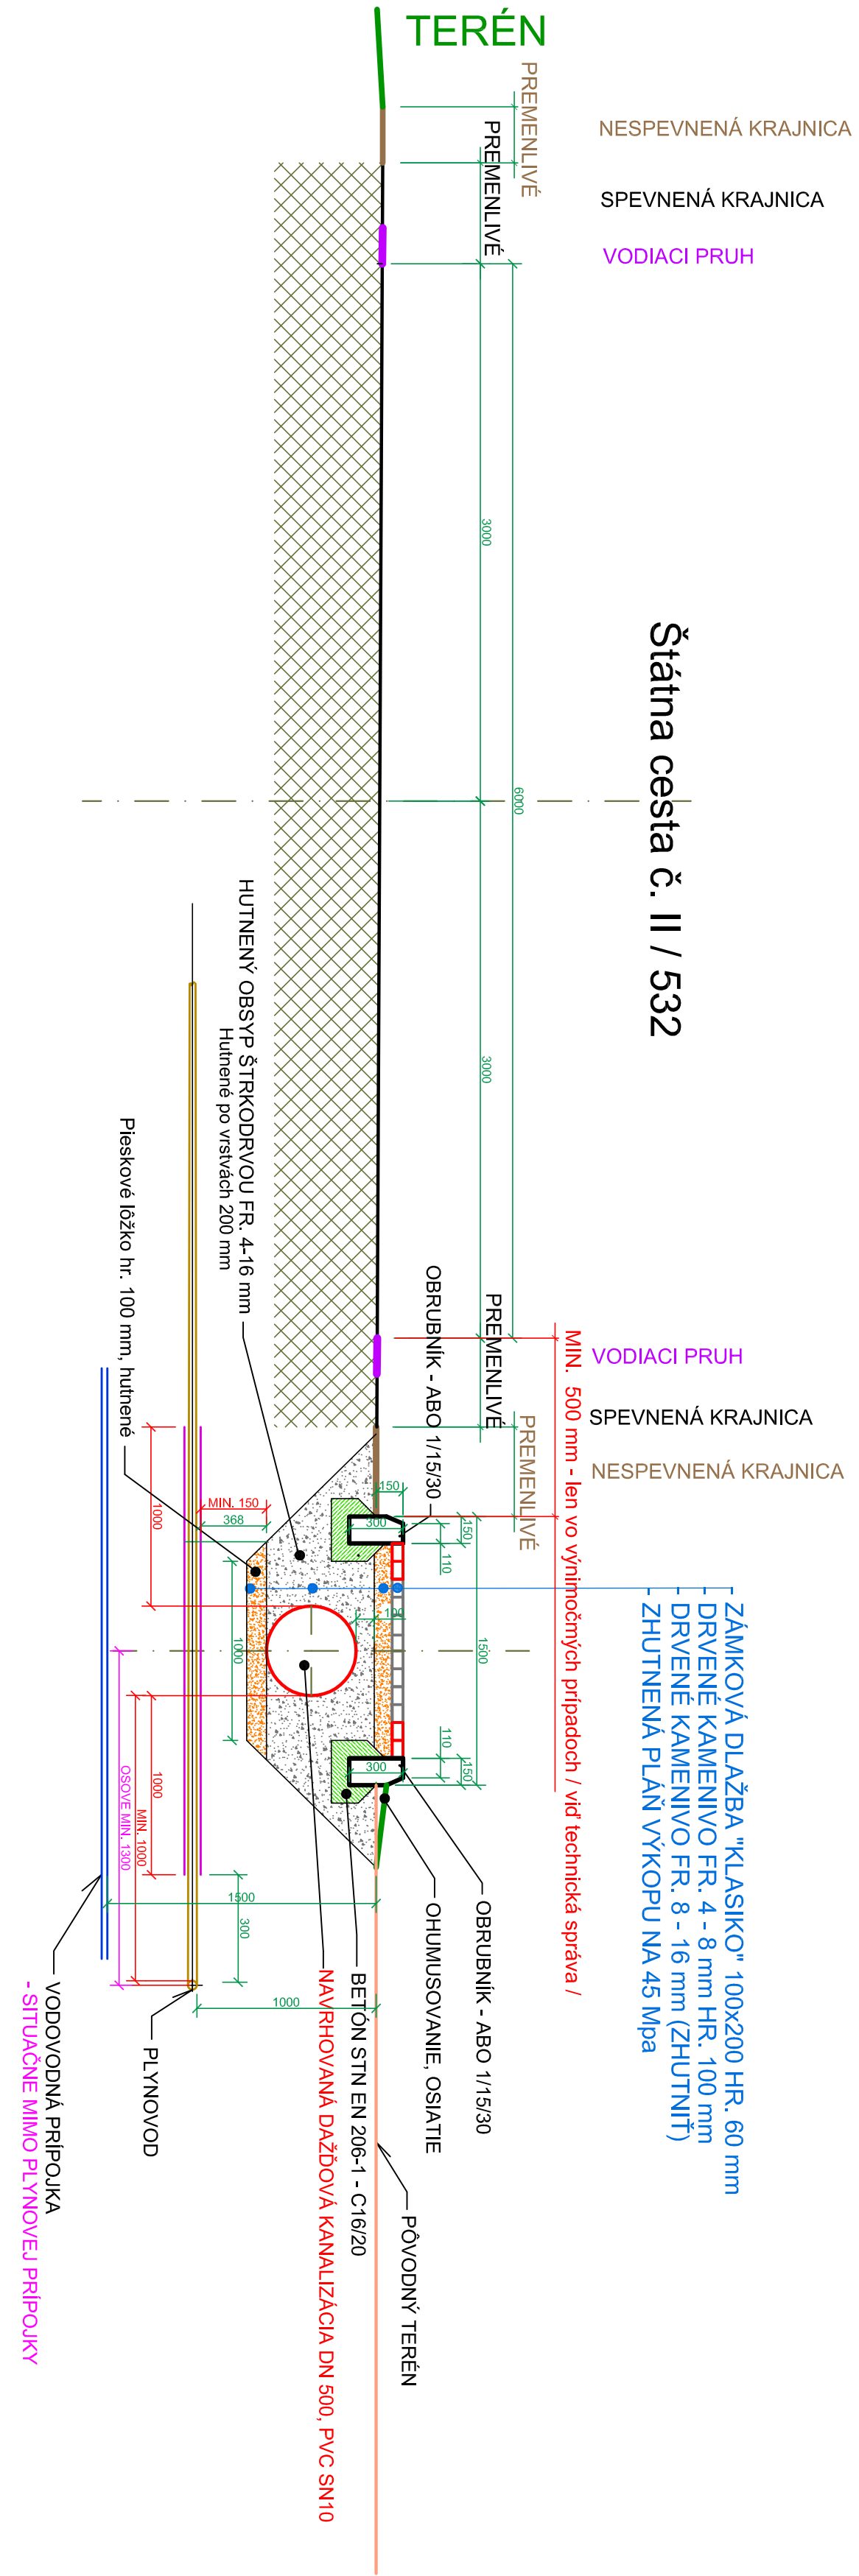 TERÉN
NESPEVNENÁ KRAJNICA
SPEVNENÁ KRAJNICA
VODIACI PRUH
PREMENLIVÉ
PREMENLIVÉ
3000
6000
3000
Štátna cesta č. II / 532
HUTNENÝ OBSYP ŠTRKODRVOU FR. 4-16 mm
Hutnené po vrstvách 200 mm
Pieskové lôžko hr. 100 mm, hutnené
OBRUBNÍK - ABO 1/15/30
PREMENLIVÉ
PREMENLIVÉ
MIN. 500 mm - len vo výnimočmých prípadoch / viď technická správa /
VODIACI PRUH
SPEVNENÁ KRAJNICA
NESPEVNENÁ KRAJNICA
- ZÁMKOVÁ DLAŽBA "KLASIKO" 100x200 HR. 60 mm
- DRVENÉ KAMENIVO FR. 4 - 8 mm HR. 100 mm
- DRVENÉ KAMENIVO FR. 8 - 16 mm (ZHUTNIŤ)
- ZHUTNENÁ PLÁŇ VÝKOPU NA 45 Mpa
150
300
150
110
1000
MIN. 150
368
1000
100
1500
110
150
300
1000
MIN. 1000
OSOVE MIN. 1300
1500
300
1000
OBRUBNÍK - ABO 1/15/30
OHUMUSOVANIE, OSIATIE
BETÓN STN EN 206-1 - C16/20
NAVRHOVANÁ DAŽĎOVÁ KANALIZÁCIA DN 500, PVC SN10
PÔVODNÝ TERÉN
PLYNOVOD
VODOVODNÁ PRÍPOJKA
- SITUAČNE MIMO PLYNOVEJ PRÍPOJKY